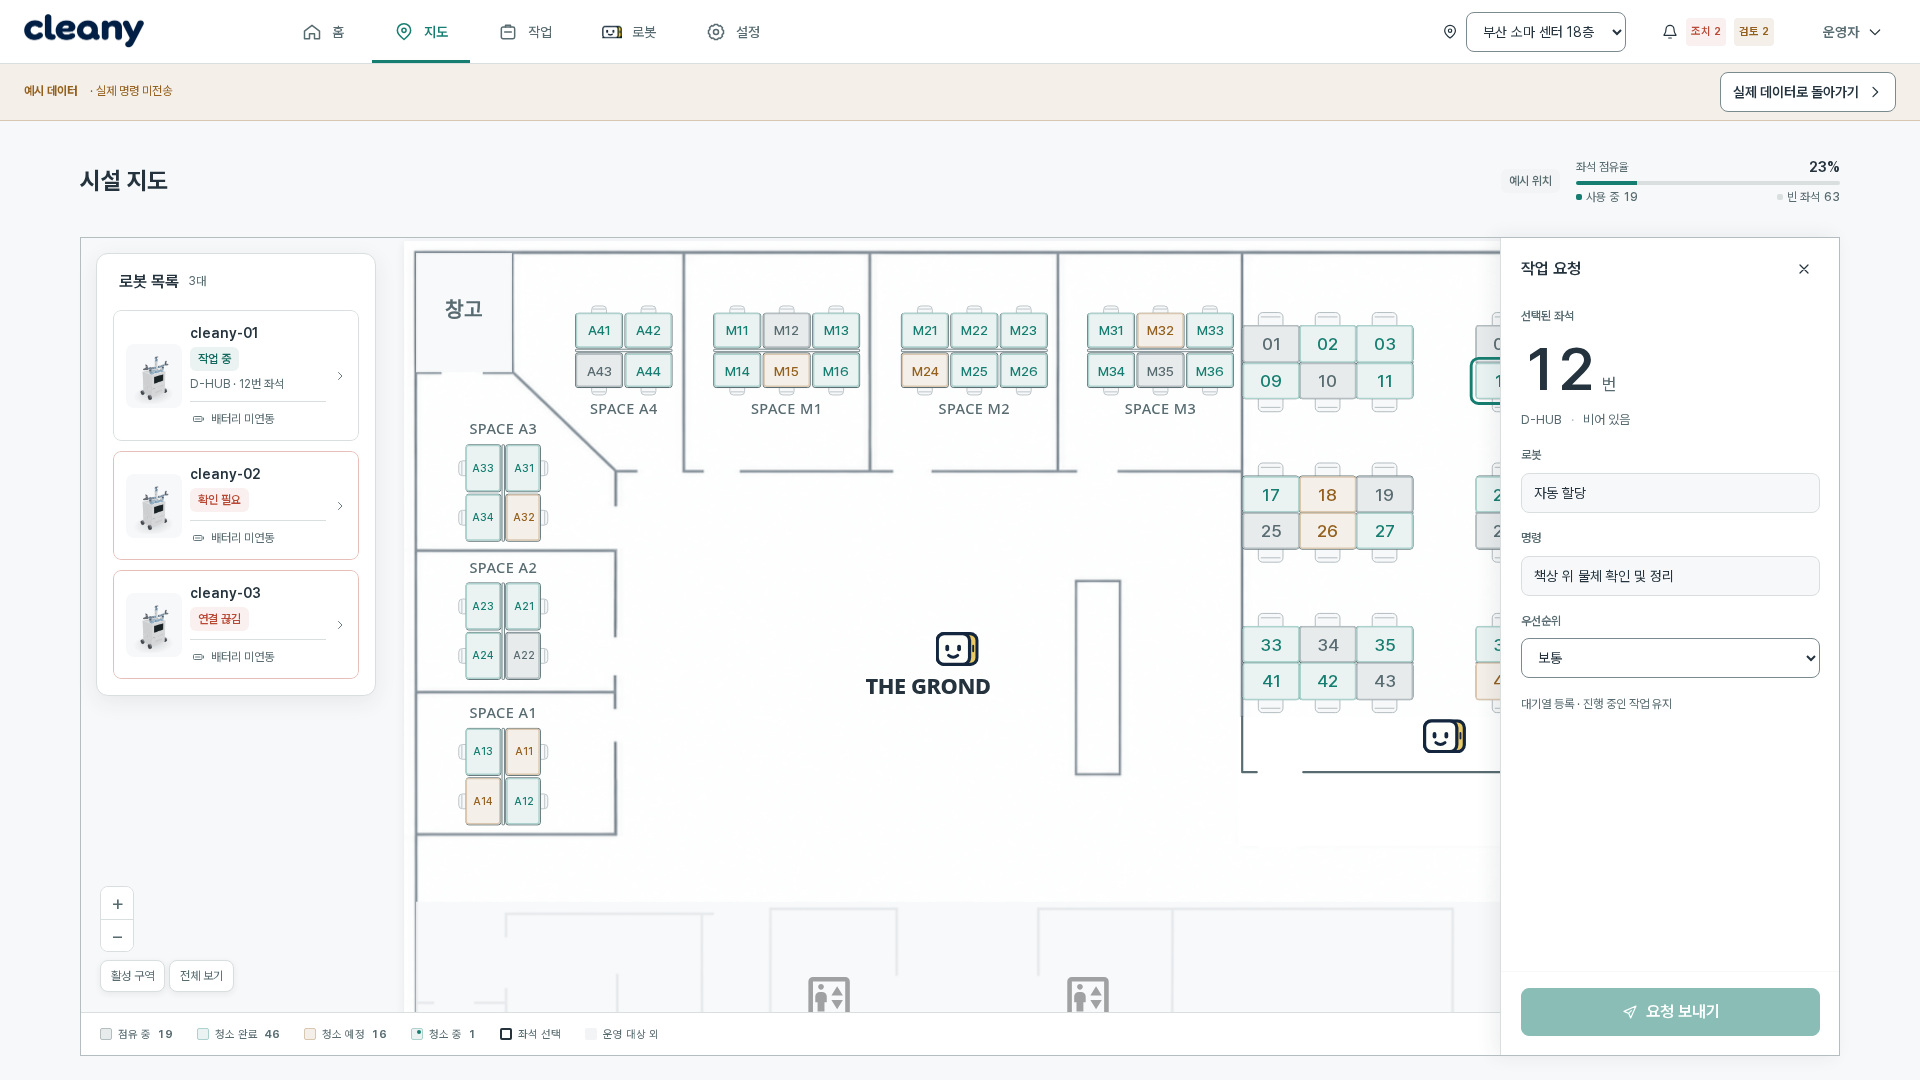 cleany
홈
지도
작업
로봇
설정
부산 소마 센터 18층
조치 2
검토 2
운영자
예시 데이터 · 실제 명령 미전송
실제 데이터로 돌아가기
시설 지도
예시 위치
좌석 점유율 23%
사용 중 19
빈 좌석 63
로봇 목록 3대
cleany-01
작업 중
D-HUB · 12번 좌석
배터리 미연동
cleany-02
확인 필요
배터리 미연동
cleany-03
연결 끊김
배터리 미연동
창고
A41 A42
A43 A44
SPACE A4
M11 M12 M13
M14 M15 M16
SPACE M1
M21 M22 M23
M24 M25 M26
SPACE M2
M31 M32 M33
M34 M35 M36
SPACE M3
01 02 03
09 10 11
17 18 19
25 26 27
33 34 35
41 42 43
SPACE A3
A33 A31
A34 A32
SPACE A2
A23 A21
A24 A22
SPACE A1
A13 A11
A14 A12
THE GROND
+
−
활성 구역
전체 보기
점유 중 19
청소 완료 46
청소 예정 16
청소 중 1
좌석 선택
운영 대상 외
작업 요청
선택된 좌석
12 번
D-HUB · 비어 있음
로봇
자동 할당
명령
책상 위 물체 확인 및 정리
우선순위
보통
대기열 등록 · 진행 중인 작업 유지
요청 보내기